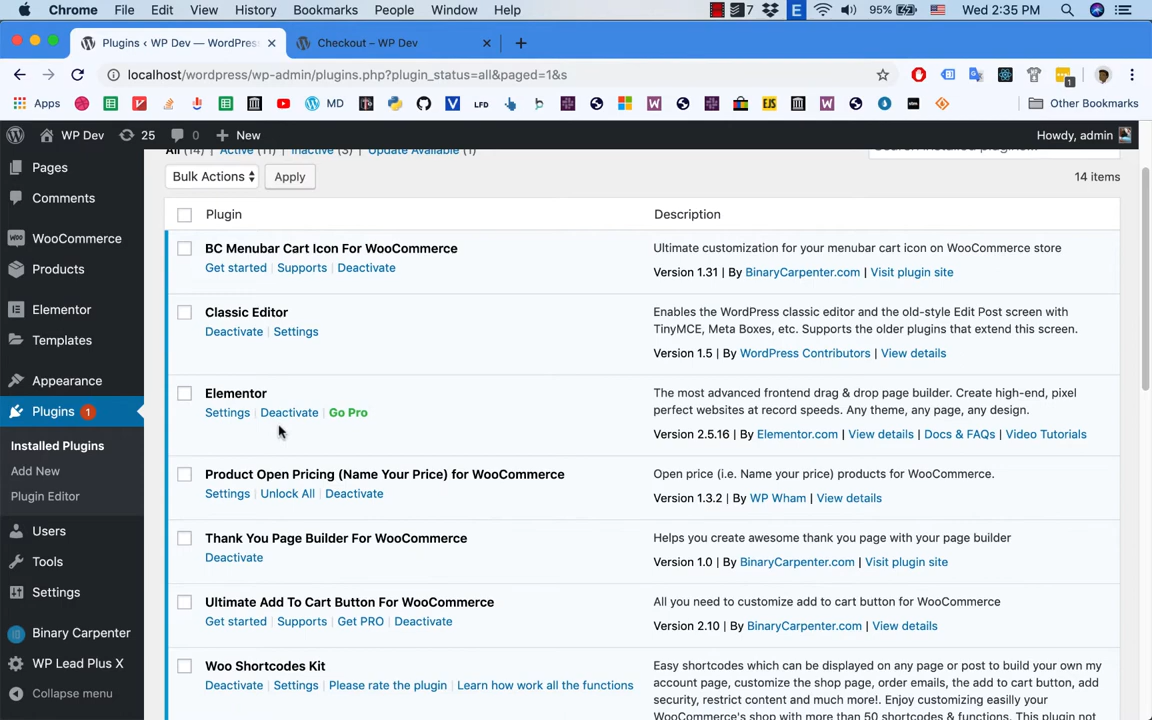 Chrome File Edit View History Bookmarks People Window Help 7 E 95% Wed 2:35 PM
Plugins ‹ WP Dev — WordPres Checkout – WP Dev
localhost/wordpress/wp-admin/plugins.php?plugin_status=all&paged=1&s 1
Apps MD LFD EJS Other Bookmarks
WP Dev 25 0 New Howdy, admin
All (14) Active (11) Inactive (3) Update Available (1) Search installed plugins...
Pages
Bulk Actions Apply 14 items
Comments
Plugin Description
WooCommerce
BC Menubar Cart Icon For WooCommerce Ultimate customization for your menubar cart icon on WooCommerce store
Products
Get started | Supports | Deactivate Version 1.31 | By BinaryCarpenter.com | Visit plugin site
Elementor
Classic Editor Enables the WordPress classic editor and the old-style Edit Post screen with
Deactivate | Settings TinyMCE, Meta Boxes, etc. Supports the older plugins that extend this screen.
Templates
Version 1.5 | By WordPress Contributors | View details
Appearance
Elementor The most advanced frontend drag & drop page builder. Create high-end, pixel
Plugins 1
Settings | Deactivate | Go Pro perfect websites at record speeds. Any theme, any page, any design.
Version 2.5.16 | By Elementor.com | View details | Docs & FAQs | Video Tutorials
Installed Plugins
Add New
Product Open Pricing (Name Your Price) for WooCommerce Open price (i.e. Name your price) products for WooCommerce.
Plugin Editor
Settings | Unlock All | Deactivate Version 1.3.2 | By WP Wham | View details
Users
Thank You Page Builder For WooCommerce Helps you create awesome thank you page with your page builder
Tools
Deactivate Version 1.0 | By BinaryCarpenter.com | Visit plugin site
Settings
Ultimate Add To Cart Button For WooCommerce All you need to customize add to cart button for WooCommerce
Get started | Supports | Get PRO | Deactivate Version 2.10 | By BinaryCarpenter.com | View details
Binary Carpenter
WP Lead Plus X
Woo Shortcodes Kit Easy shortcodes which can be displayed on any page or post to build your own my
Deactivate | Settings | Please rate the plugin | Learn how work all the functions account page, customize the shop page, order emails, the add to cart button, add
Collapse menu
security, restrict content and much more!. Enjoy customizing easilly your WooCommerce's
shop with more than 50 shortcodes & functions. This plugin not